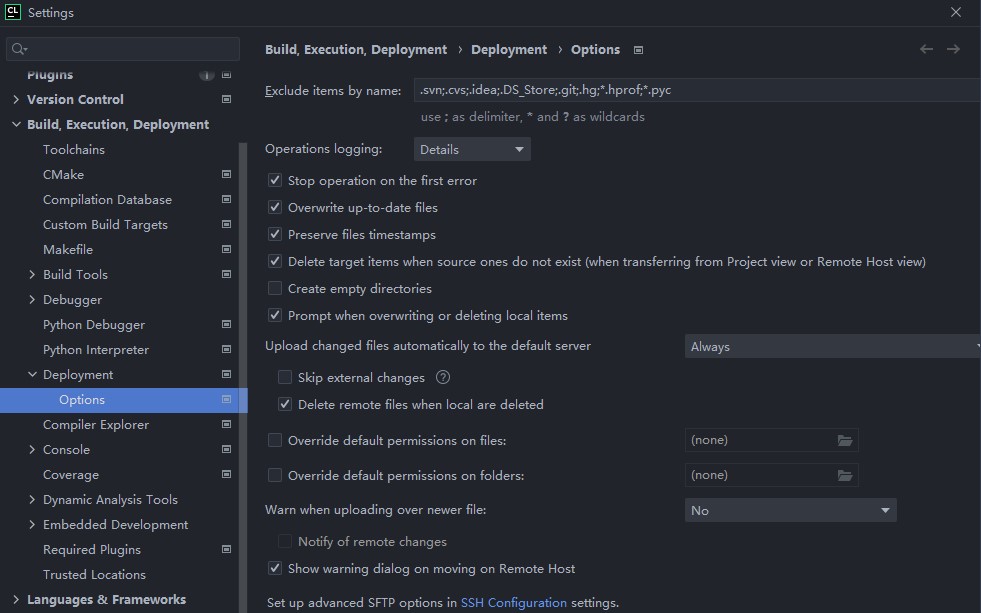 CL Settings
Build, Execution, Deployment › Deployment › Options
Plugins
Version Control
Build, Execution, Deployment
Toolchains
CMake
Compilation Database
Custom Build Targets
Makefile
Build Tools
Debugger
Python Debugger
Python Interpreter
Deployment
Options
Compiler Explorer
Console
Coverage
Dynamic Analysis Tools
Embedded Development
Required Plugins
Trusted Locations
Languages & Frameworks
Exclude items by name: .svn;.cvs;.idea;.DS_Store;.git;.hg;*.hprof;*.pyc
use ; as delimiter, * and ? as wildcards
Operations logging: Details
Stop operation on the first error
Overwrite up-to-date files
Preserve files timestamps
Delete target items when source ones do not exist (when transferring from Project view or Remote Host view)
Create empty directories
Prompt when overwriting or deleting local items
Upload changed files automatically to the default server Always
Skip external changes ?
Delete remote files when local are deleted
Override default permissions on files: (none)
Override default permissions on folders: (none)
Warn when uploading over newer file: No
Notify of remote changes
Show warning dialog on moving on Remote Host
Set up advanced SFTP options in SSH Configuration settings.